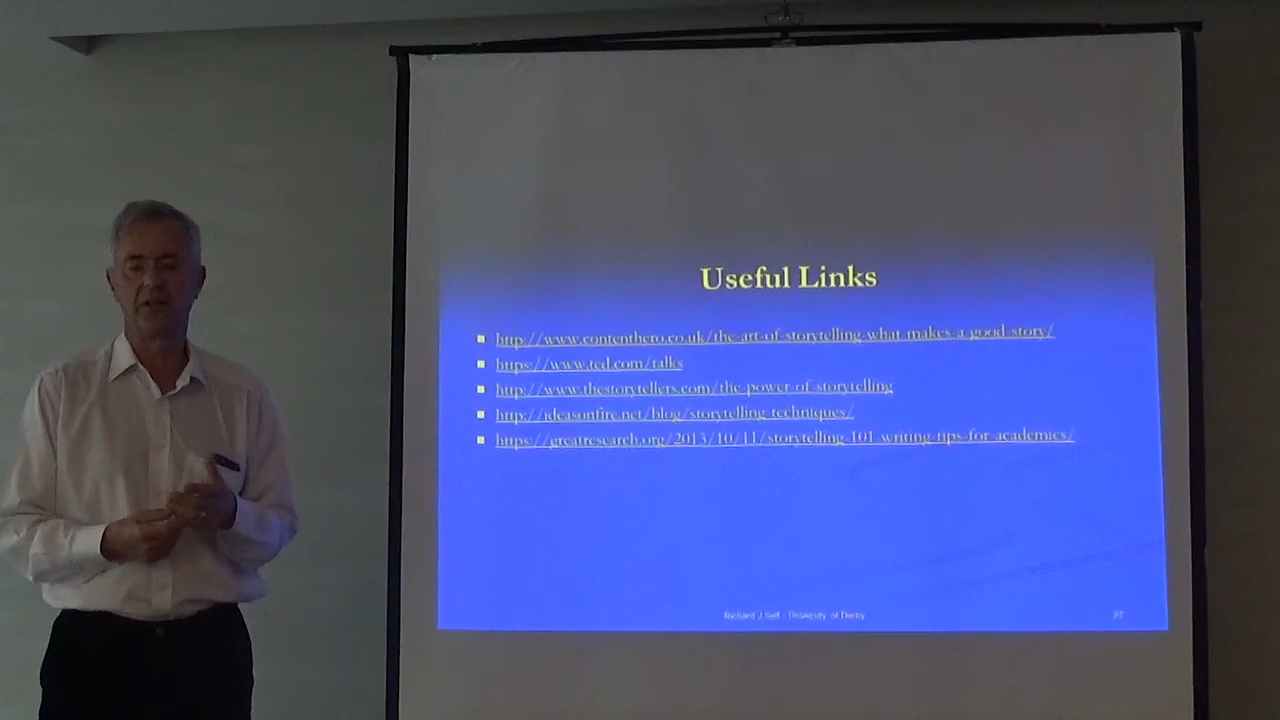 Useful Links
http://www.contenthero.co.uk/the-art-of-storytelling-what-makes-a-good-story/
https://www.ted.com/talks
http://www.thestorytellers.com/the-power-of-storytelling
http://ideasonfire.net/blog/storytelling-techniques/
https://greatresearch.org/2013/10/11/storytelling-101-writing-tips-for-academics/
Richard J Self - University of Derby
27